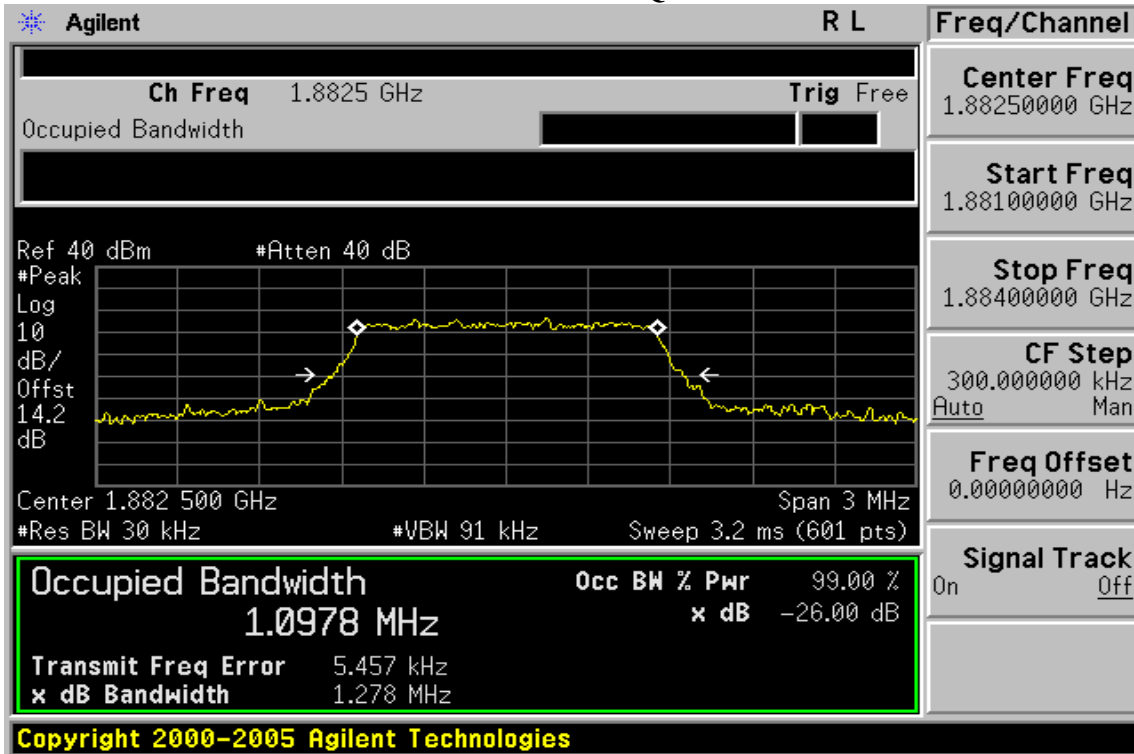 Agilent R L Freq/Channel
Ch Freq 1.8825 GHz Trig Free
Occupied Bandwidth
Center Freq
1.88250000 GHz
Start Freq
1.88100000 GHz
Stop Freq
1.88400000 GHz
CF Step
300.000000 kHz
Auto Man
Freq Offset
0.00000000 Hz
Signal Track
On Off
Ref 40 dBm #Atten 40 dB
#Peak
Log
10
dB/
Offst
14.2
dB
Center 1.882 500 GHz Span 3 MHz
#Res BW 30 kHz #VBW 91 kHz Sweep 3.2 ms (601 pts)
Occupied Bandwidth Occ BW % Pwr 99.00 %
1.0978 MHz x dB -26.00 dB
Transmit Freq Error 5.457 kHz
x dB Bandwidth 1.278 MHz
Copyright 2000-2005 Agilent Technologies